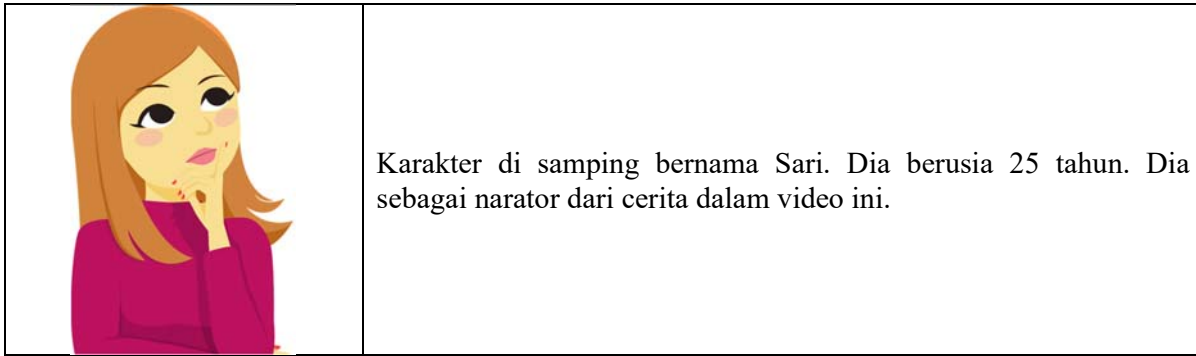 Karakter di samping bernama Sari. Dia berusia 25 tahun. Dia
sebagai narator dari cerita dalam video ini.